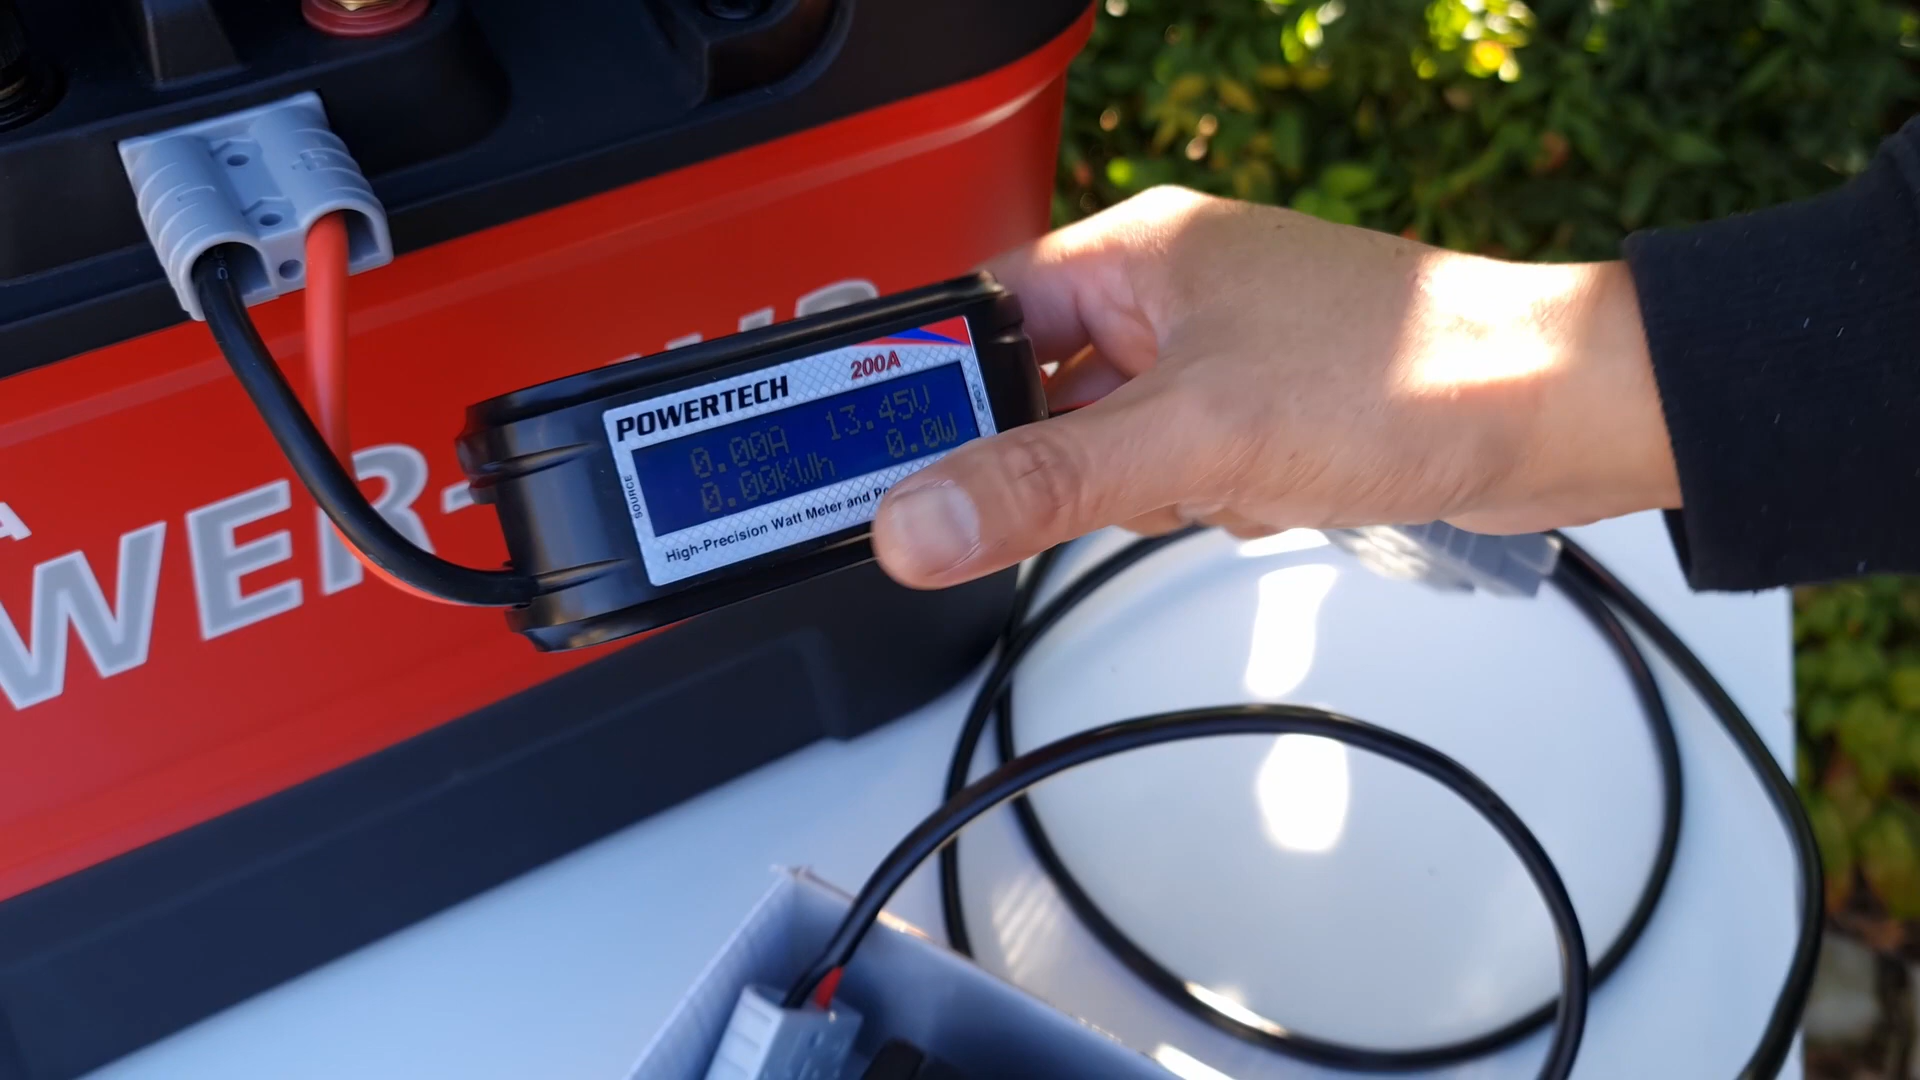 200A
POWERTECH
0.00A 13.45V
0.00KWh 0.0W
SOURCE
High-Precision Watt Meter and
A
WER-